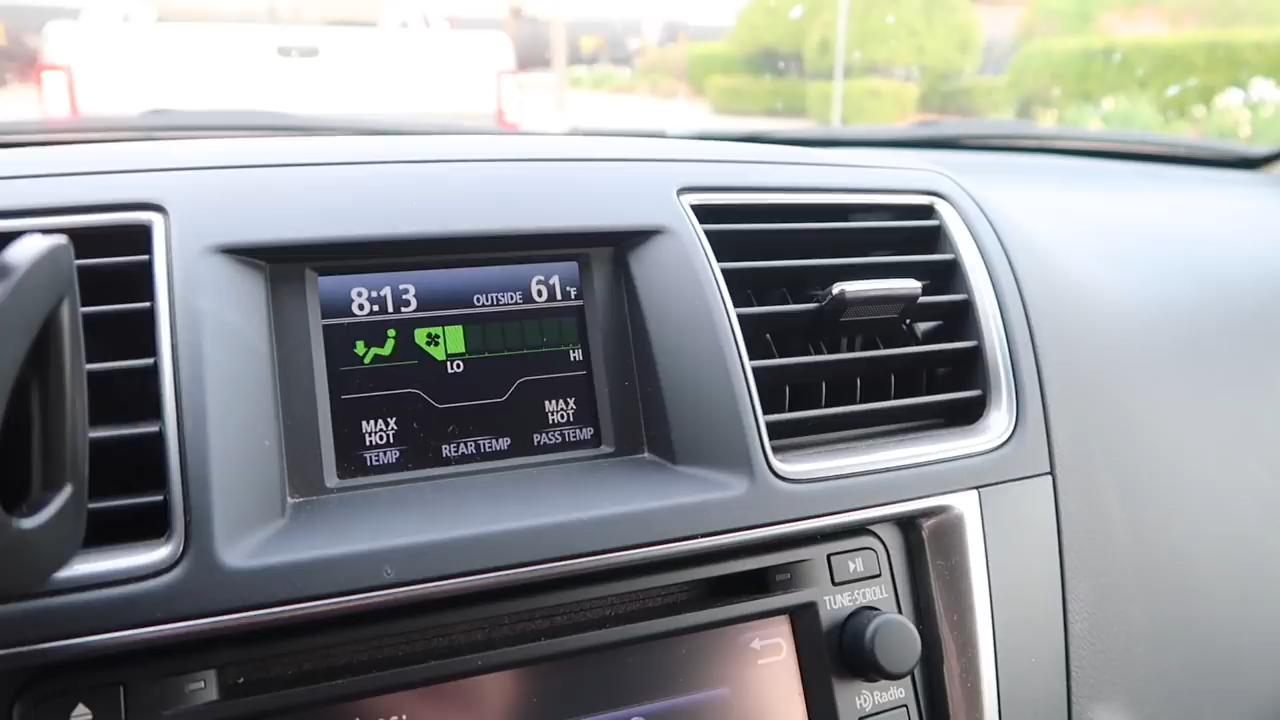 8:13
OUTSIDE 61°F
LO
HI
MAX
HOT
TEMP
REAR TEMP
MAX
HOT
PASS TEMP
TUNE·SCROLL
HD Radio